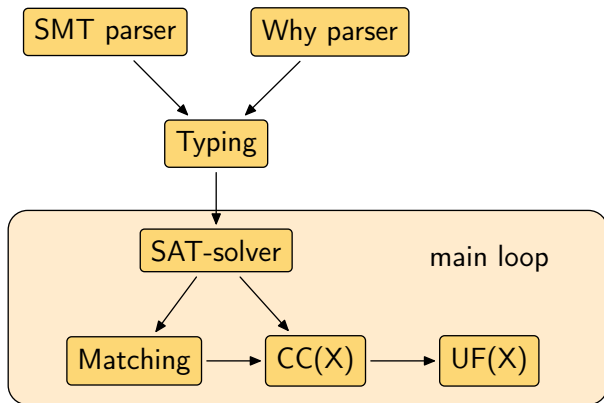 SMT parser
Why parser
Typing
SAT-solver
main loop
Matching
CC(X)
UF(X)